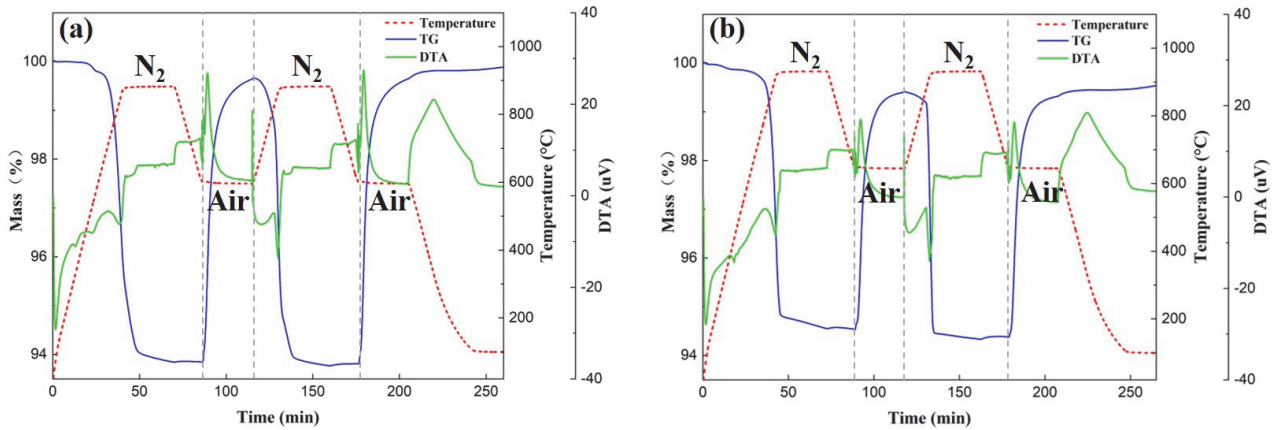 (a)
Temperature
TG
DTA
N2
N2
Air
Air
100
98
96
94
Mass (%)
0
50
100
150
200
250
Time (min)
1000
800
600
400
200
Temperature (°C)
40
20
0
-20
-40
DTA (uV)
(b)
Temperature
TG
DTA
N2
N2
Air
Air
100
98
96
94
Mass (%)
0
50
100
150
200
250
Time (min)
1000
800
600
400
200
Temperature (°C)
40
20
0
-20
-40
DTA (uV)